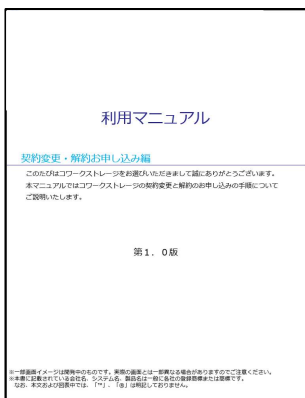 利用マニュアル
契約変更・解約お申し込み編
このたびはコワークストレージをお選びいただきまして誠にありがとうございます。
本マニュアルではコワークストレージの契約変更と解約のお申し込みの手順について
ご説明いたします。
第１．０版
※一部画面イメージは開発中のものです。実際の画面とは一部異なる場合がありますのでご注意ください。
※本書に記載されている会社名、システム名、製品名は一般に各社の登録商標または商標です。
なお、本文および図表中では、「™」、「®」は明記しておりません。